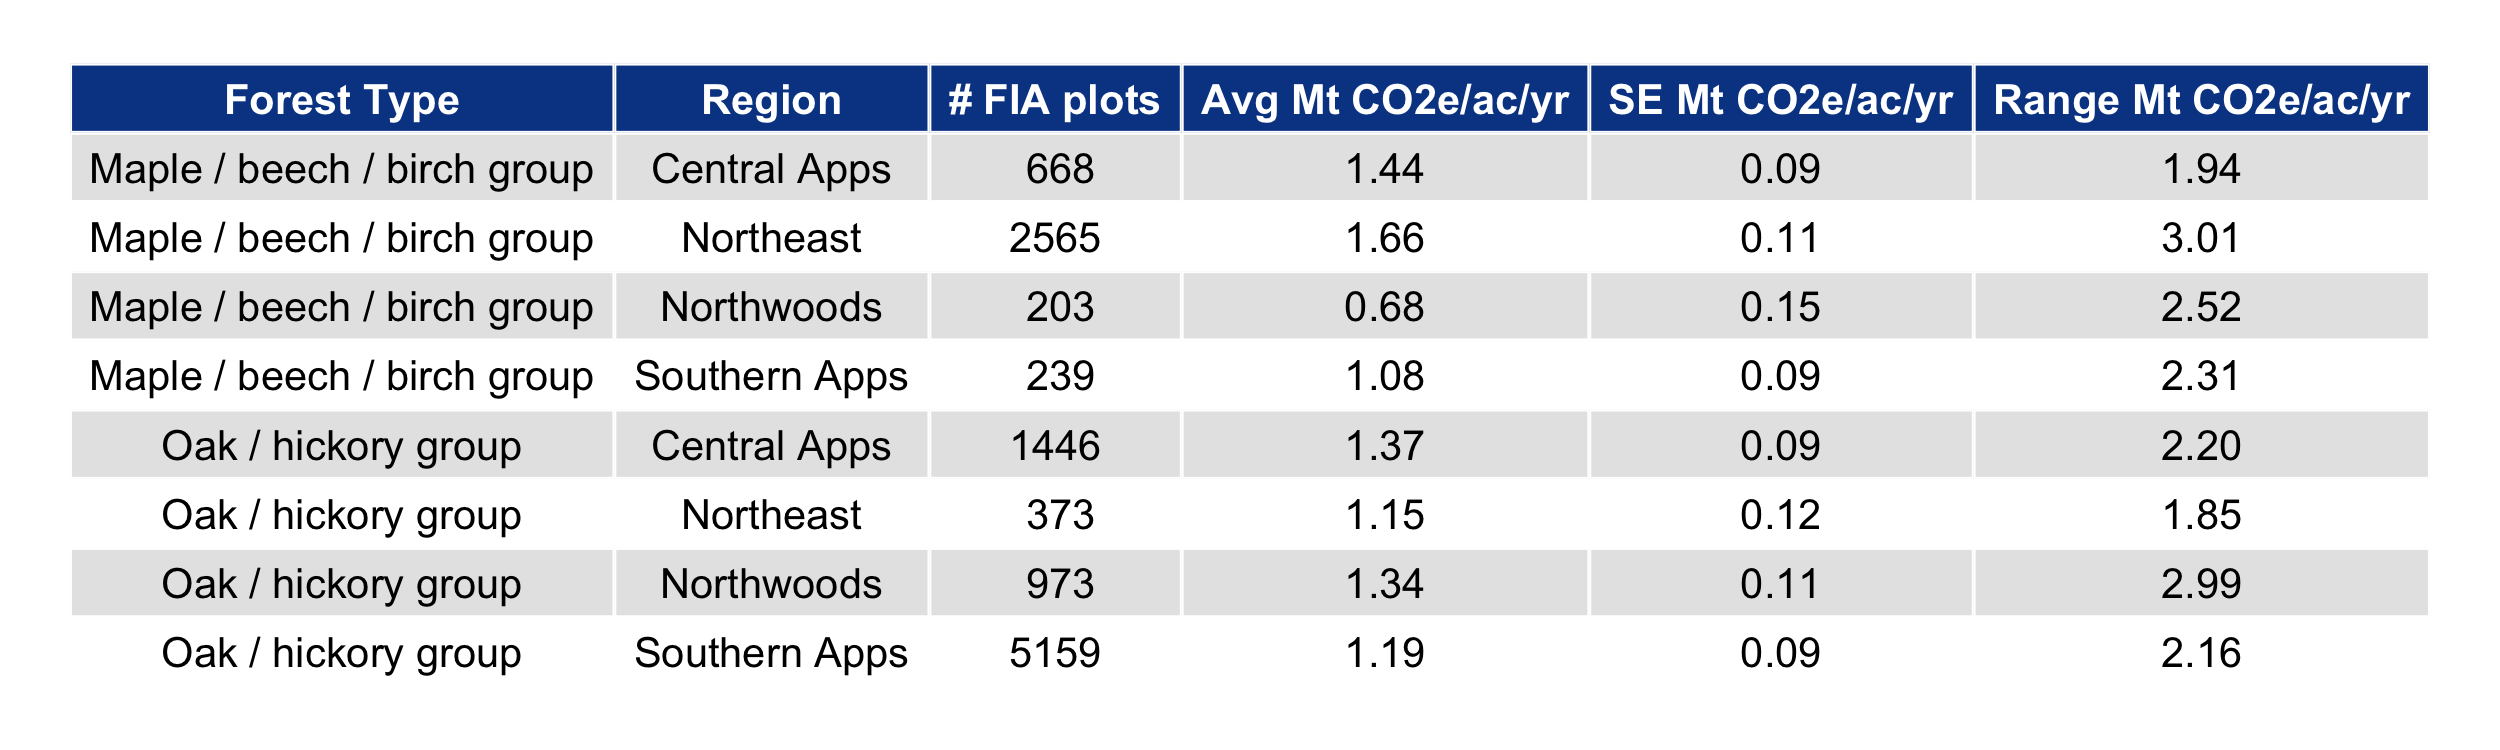 Forest Type Region # FIA plots Avg Mt CO2e/ac/yr SE Mt CO2e/ac/yr Range Mt CO2e/ac/yr
Maple / beech / birch group Central Apps 668 1.44 0.09 1.94
Maple / beech / birch group Northeast 2565 1.66 0.11 3.01
Maple / beech / birch group Northwoods 203 0.68 0.15 2.52
Maple / beech / birch group Southern Apps 239 1.08 0.09 2.31
Oak / hickory group Central Apps 1446 1.37 0.09 2.20
Oak / hickory group Northeast 373 1.15 0.12 1.85
Oak / hickory group Northwoods 973 1.34 0.11 2.99
Oak / hickory group Southern Apps 5159 1.19 0.09 2.16